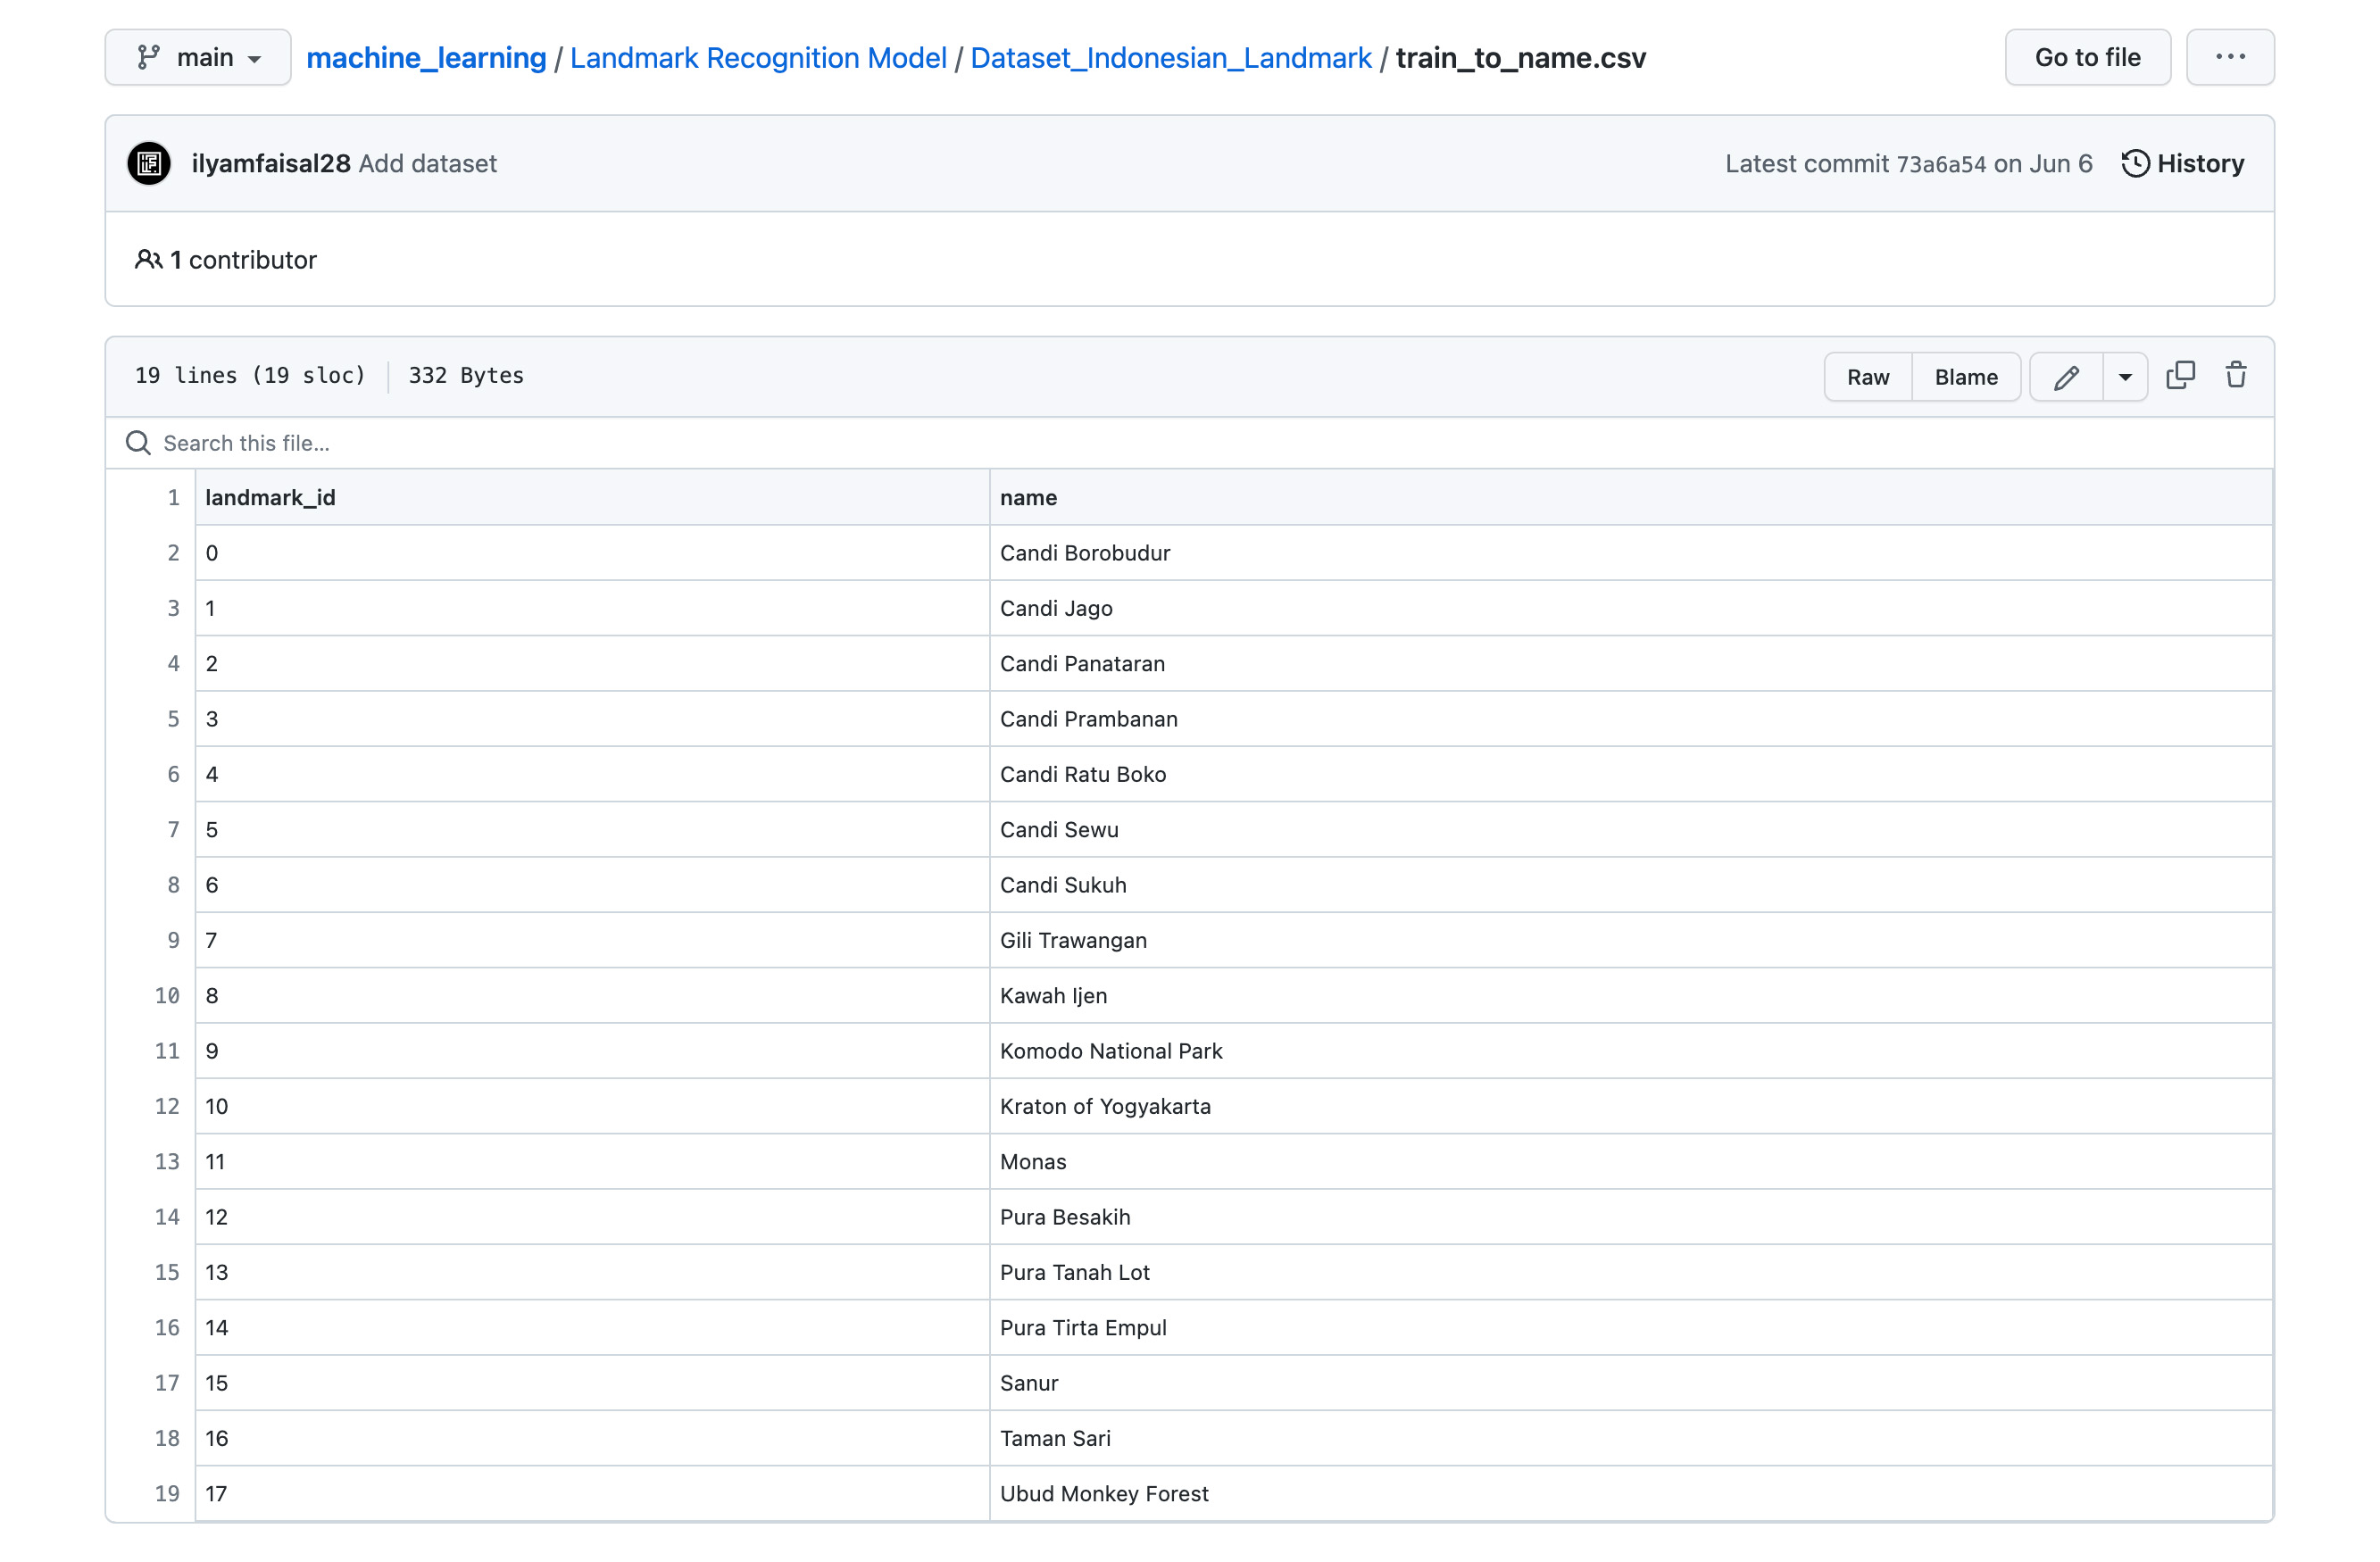 main machine_learning / Landmark Recognition Model / Dataset_Indonesian_Landmark / train_to_name.csv Go to file ...
ilyamfaisal28 Add dataset Latest commit 73a6a54 on Jun 6 History
1 contributor
19 lines (19 sloc) 332 Bytes Raw Blame
Search this file...
1 landmark_id name
2 0 Candi Borobudur
3 1 Candi Jago
4 2 Candi Panataran
5 3 Candi Prambanan
6 4 Candi Ratu Boko
7 5 Candi Sewu
8 6 Candi Sukuh
9 7 Gili Trawangan
10 8 Kawah Ijen
11 9 Komodo National Park
12 10 Kraton of Yogyakarta
13 11 Monas
14 12 Pura Besakih
15 13 Pura Tanah Lot
16 14 Pura Tirta Empul
17 15 Sanur
18 16 Taman Sari
19 17 Ubud Monkey Forest